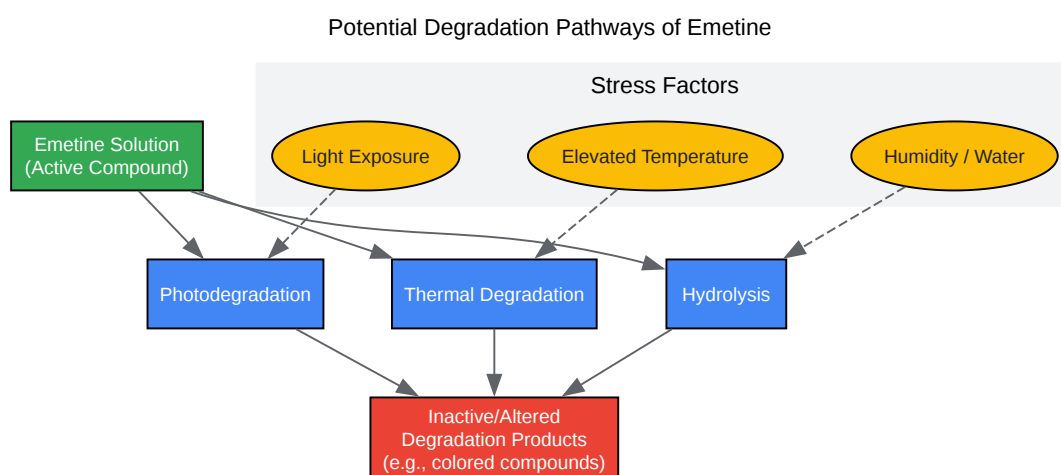 Potential Degradation Pathways of Emetine
Stress Factors
Emetine Solution
(Active Compound)
Light Exposure
Elevated Temperature
Humidity / Water
Photodegradation
Thermal Degradation
Hydrolysis
Inactive/Altered
Degradation Products
(e.g., colored compounds)